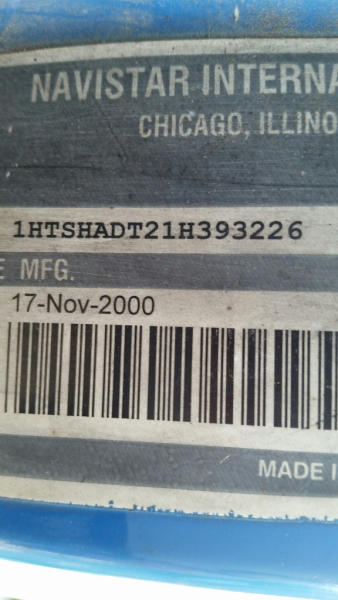 NAVISTAR INTERNA
CHICAGO, ILLINO
1HTSHADT21H393226
E MFG.
17-Nov-2000
MADE I